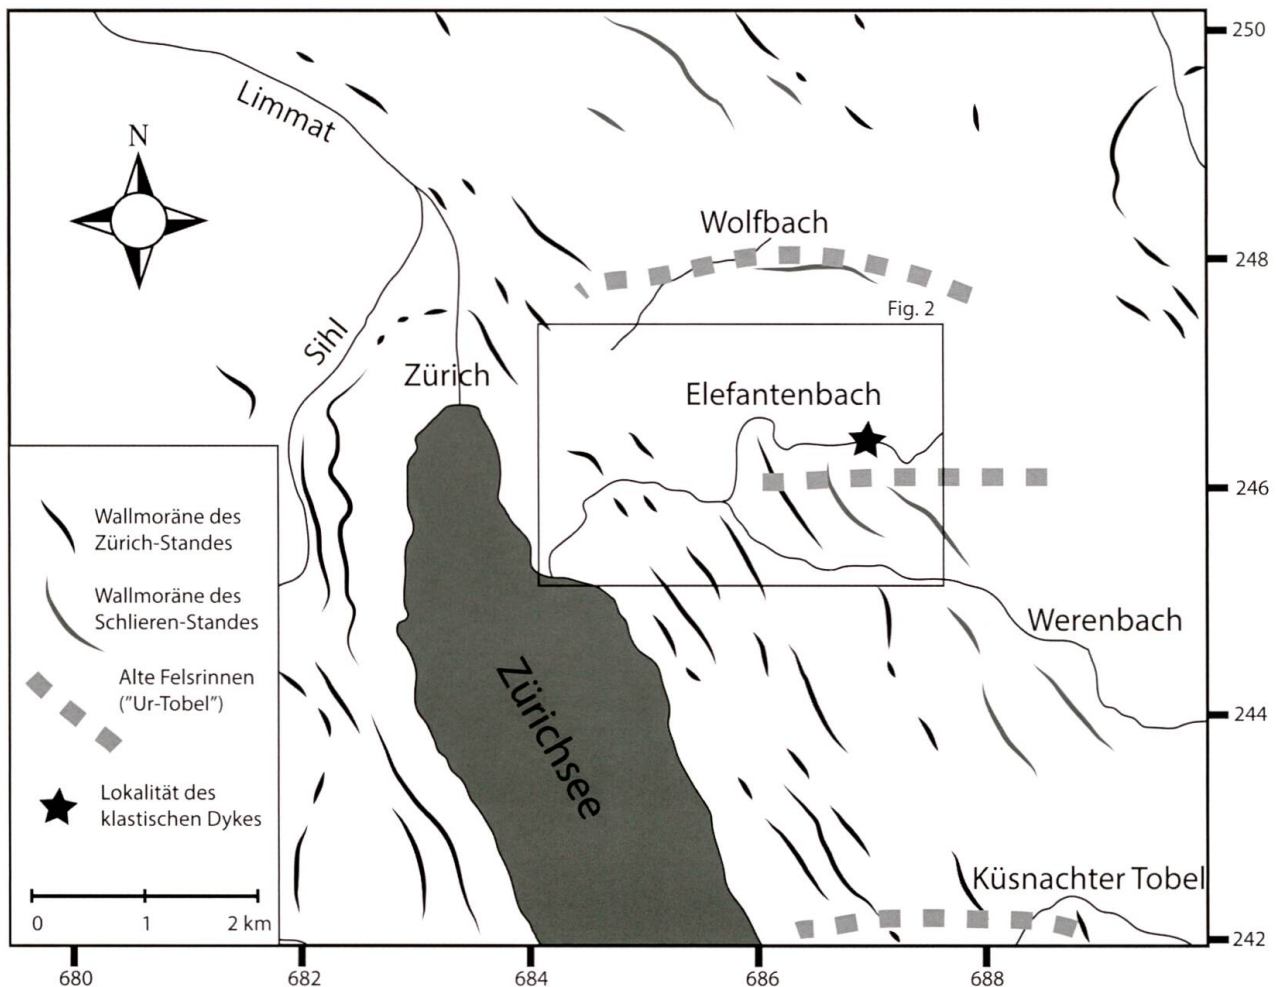 250
Limmat
N
Wolfbach
248
Fig. 2
Sihl
Zürich
Elefantenbach
246
Wallmoräne des
Zürich-Standes
Wallmoräne des
Schlieren-Standes
Werenbach
Alte Felsrinnen
("Ur-Tobel")
Zürichsee
244
Lokalität des
klastischen Dykes
Küsnachter Tobel
0 1 2 km
242
680 682 684 686 688